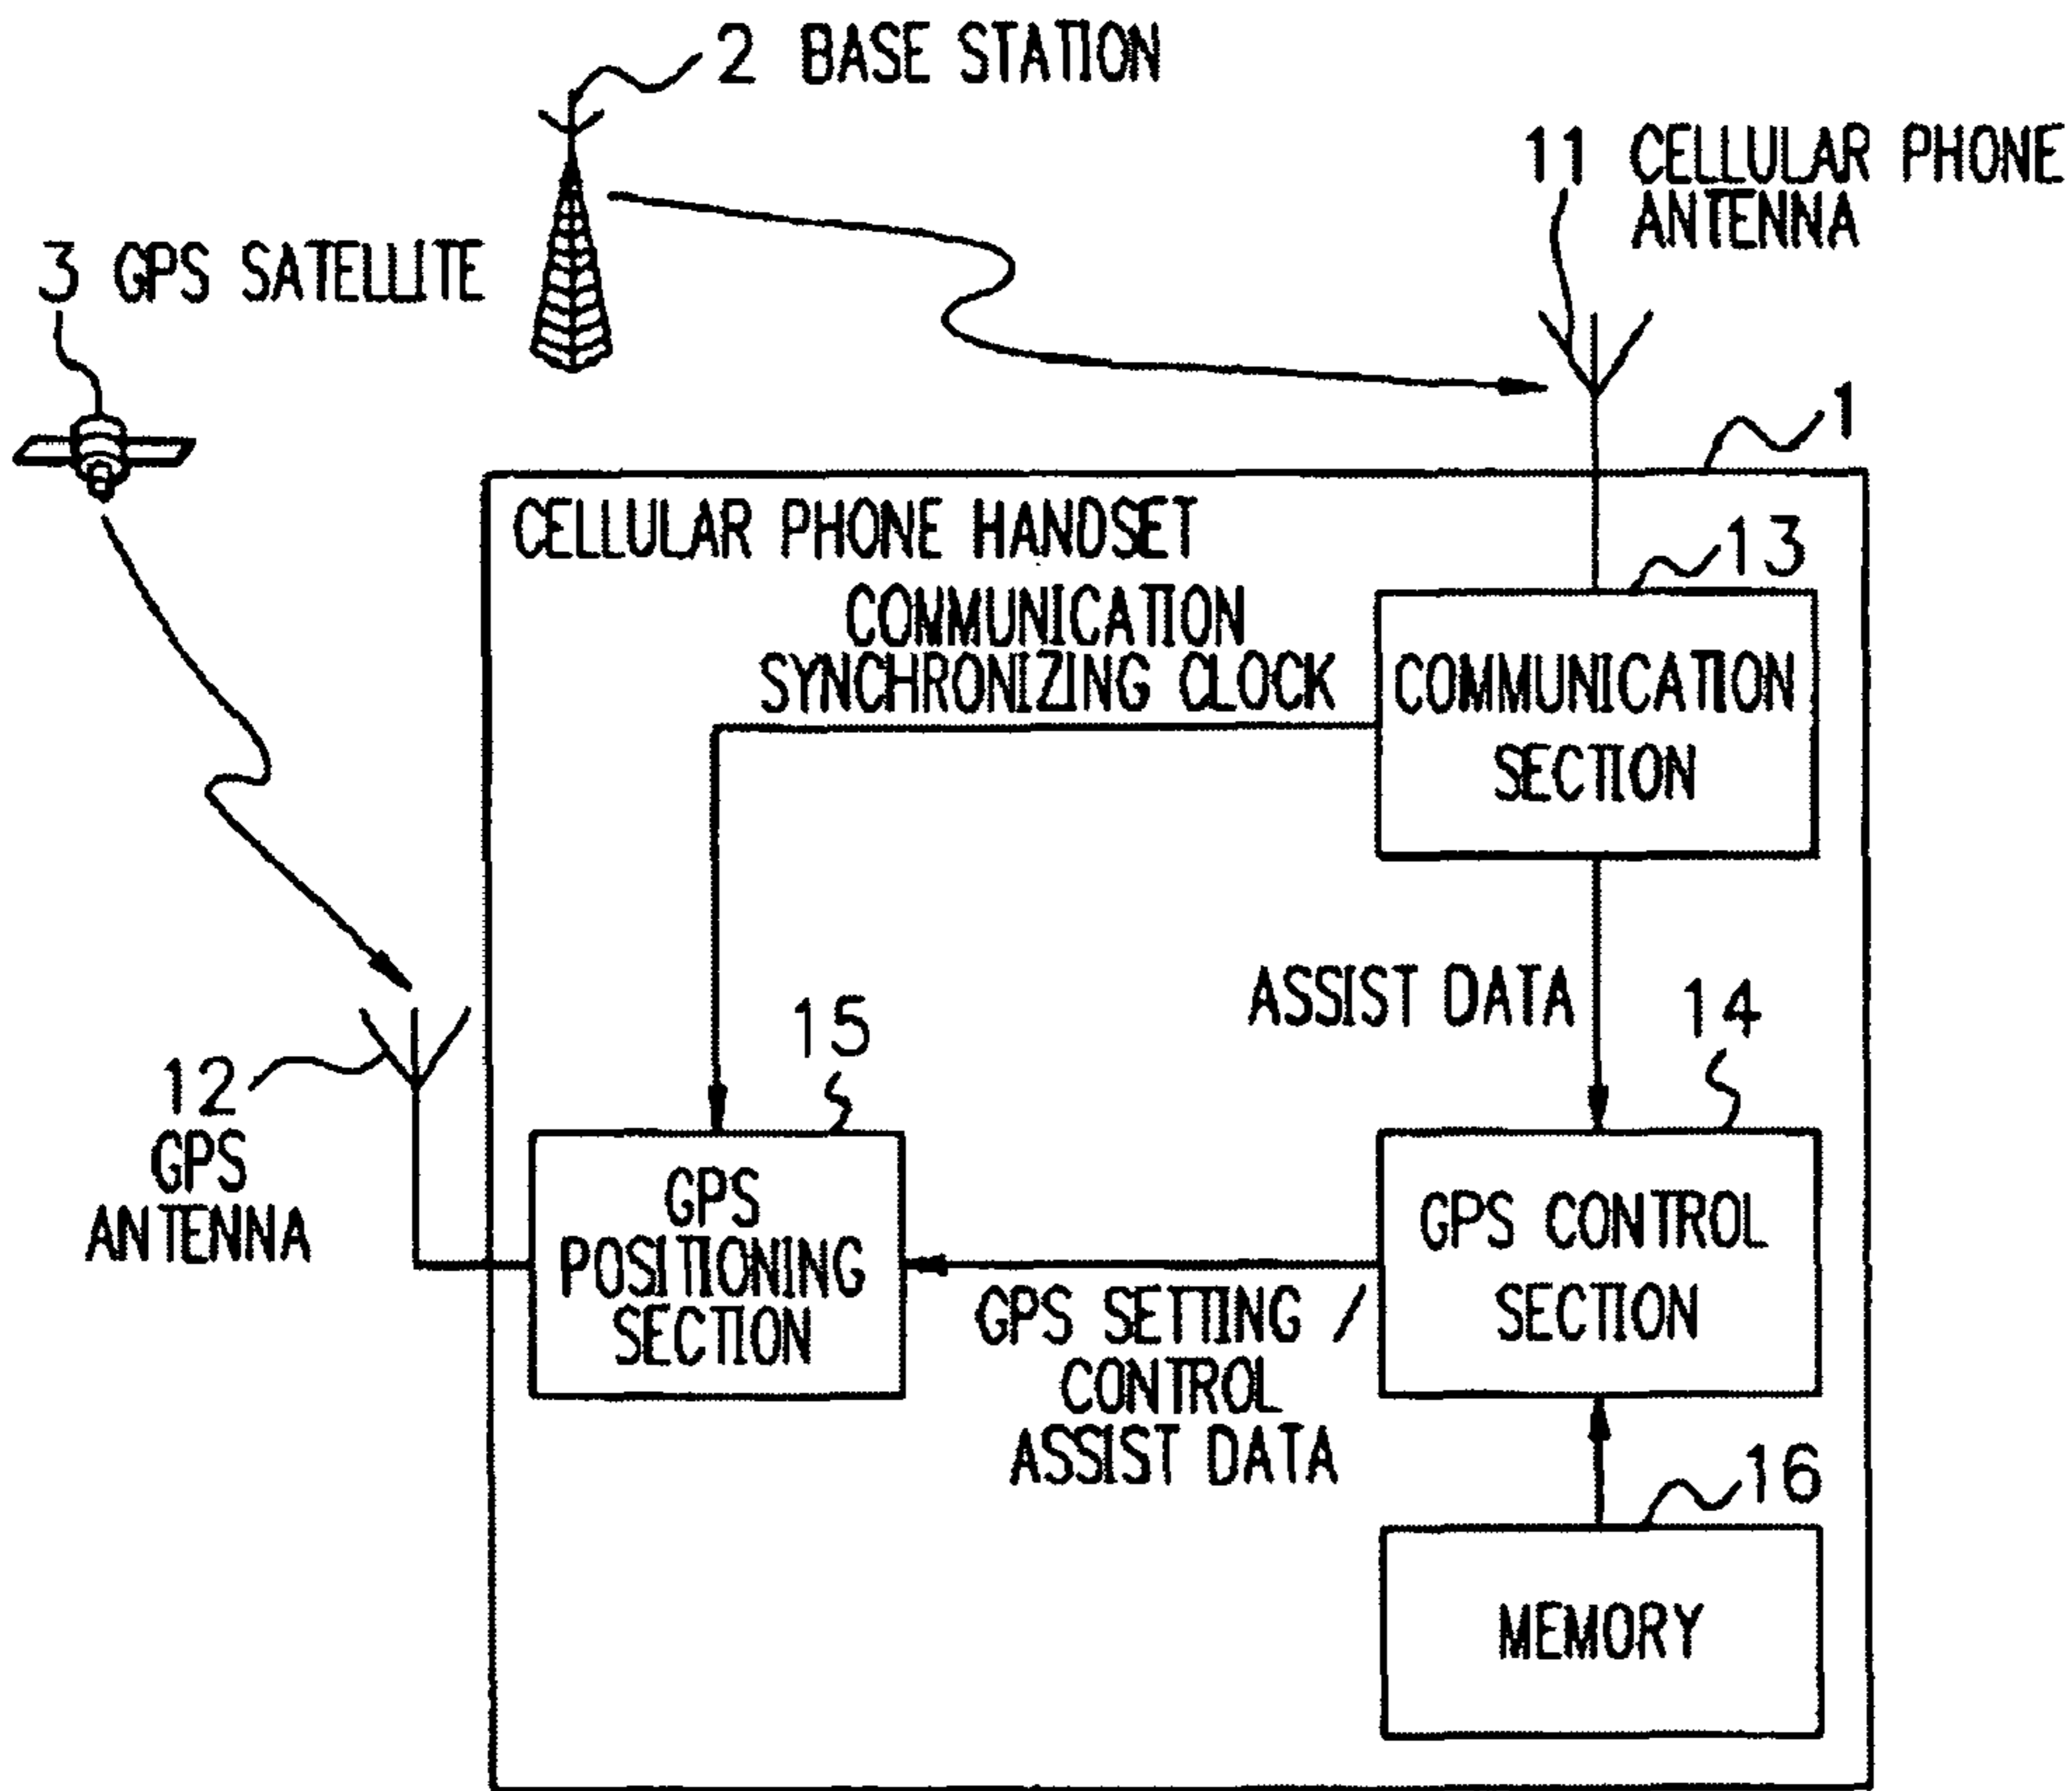 2 BASE STATION
11 CELLULAR PHONE
ANTENNA
3 GPS SATELLITE
1
CELLULAR PHONE HANDSET
13
COMMUNICATION
SYNCHRONIZING CLOCK
COMMUNICATION
SECTION
ASSIST DATA
14
15
12
GPS
ANTENNA
GPS
POSITIONING
SECTION
GPS CONTROL
SECTION
GPS SETTING /
CONTROL
ASSIST DATA
16
MEMORY